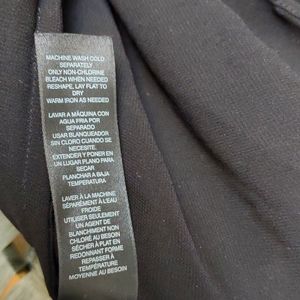 MACHINE WASH COLD
SEPARATELY
ONLY NON-CHLORINE
BLEACH WHEN NEEDED
RESHAPE, LAY FLAT TO
DRY
WARM IRON AS NEEDED
LAVAR A MÁQUINA CON
AGUA FRIA POR
SEPARADO
USAR BLANQUEADOR
SIN CLORO CUANDO SE
NECESITE.
EXTENDER Y PONER EN
UN LUGAR PLANO PARA
SECAR
PLANCHAR A BAJA
TEMPERATURA
LAVER À LA MACHINE
SÉPARÉMENT À L'EAU
FROIDE
UTILISER SEULEMENT
UN AGENT DE
BLANCHIMENT NON
CHLORÉ AU BESOIN
SÉCHER À PLAT EN
REDONNANT FORME
REPASSER À
TEMPÉRATURE
MOYENNE AU BESOIN